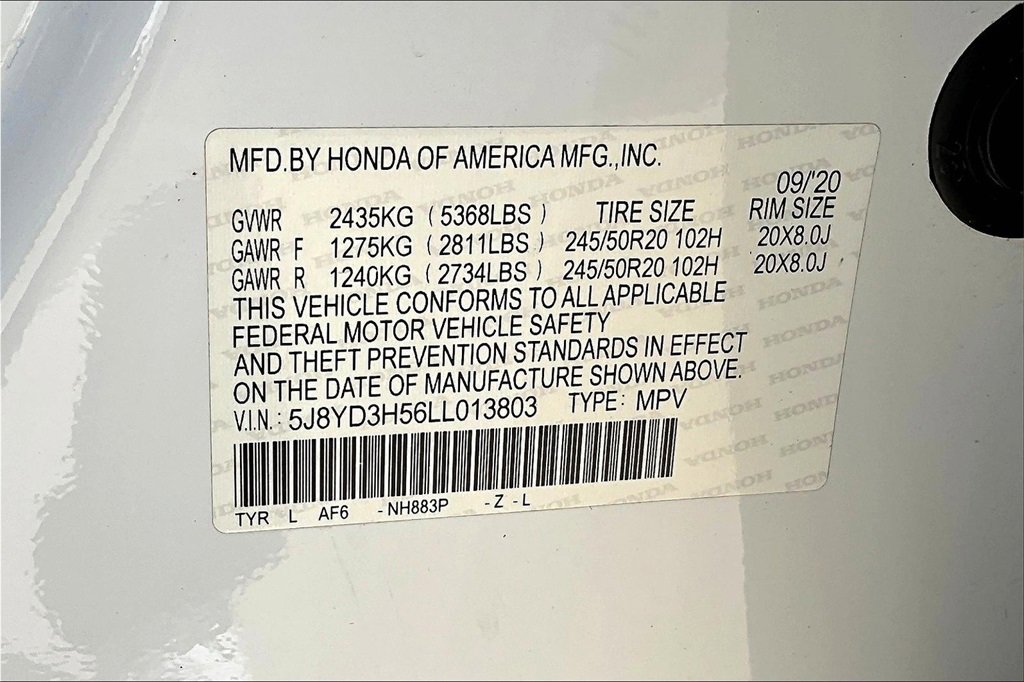 MFD.BY HONDA OF AMERICA MFG.,INC.
09/'20
GVWR 2435KG (5368LBS) TIRE SIZE RIM SIZE
GAWR F 1275KG (2811LBS) 245/50R20 102H 20X8.0J
GAWR R 1240KG (2734LBS) 245/50R20 102H 20X8.0J
THIS VEHICLE CONFORMS TO ALL APPLICABLE
FEDERAL MOTOR VEHICLE SAFETY
AND THEFT PREVENTION STANDARDS IN EFFECT
ON THE DATE OF MANUFACTURE SHOWN ABOVE.
V.I.N.: 5J8YD3H56LL013803 TYPE: MPV
TYR L AF6 -NH883P -Z-L